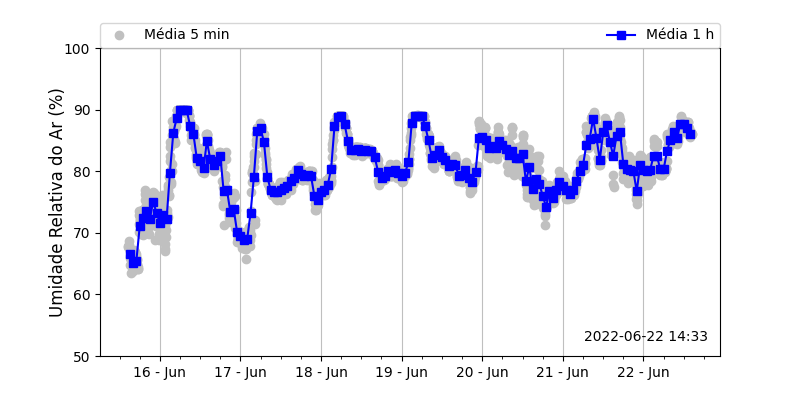 Média 5 min
Média 1 h
Umidade Relativa do Ar (%)
100
90
80
70
60
50
2022-06-22 14:33
16 - Jun
17 - Jun
18 - Jun
19 - Jun
20 - Jun
21 - Jun
22 - Jun